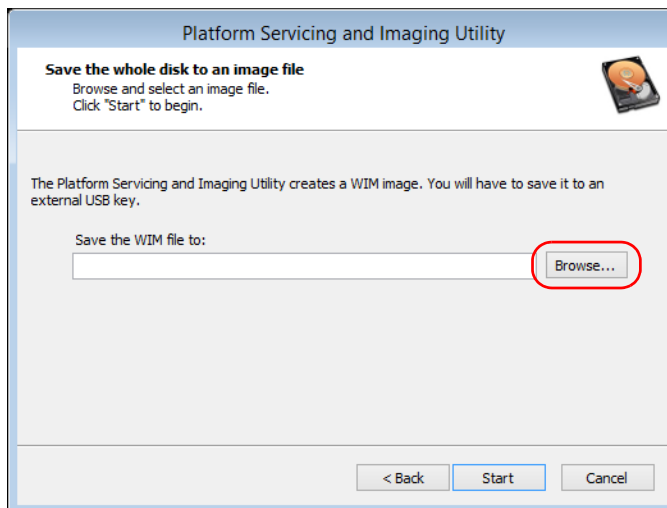 Platform Servicing and Imaging Utility
Save the whole disk to an image file
Browse and select an image file.
Click "Start" to begin.
The Platform Servicing and Imaging Utility creates a WIM image. You will have to save it to an
external USB key.
Save the WIM file to:
Browse...
< Back Start Cancel